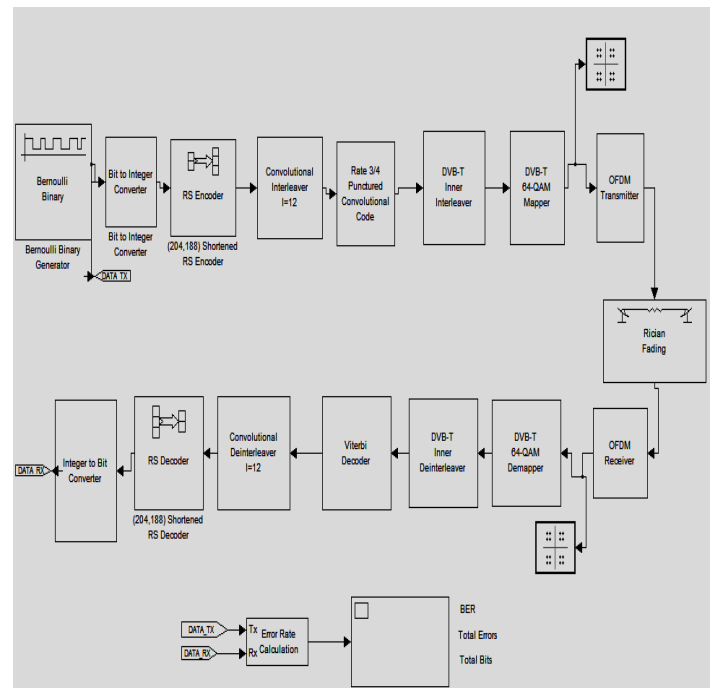 Bernoulli
Binary
Bernoulli Binary
Generator
DATA_TX
Bit to Integer
Converter
Bit to Integer
Converter
RS Encoder
(204,188) Shortened
RS Encoder
Convolutional
Interleaver
I=12
Rate 3/4
Punctured
Convolutional
Code
DVB-T
Inner
Interleaver
DVB-T
64-QAM
Mapper
OFDM
Transmitter
Rician
Fading
OFDM
Receiver
DVB-T
64-QAM
Demapper
DVB-T
Inner
Deinterleaver
Viterbi
Decoder
Convolutional
Deinterleaver
I=12
RS Decoder
(204,188) Shortened
RS Decoder
Integer to Bit
Converter
DATA_RX
DATA_TX
DATA_RX
Tx
Rx
Error Rate
Calculation
BER
Total Errors
Total Bits